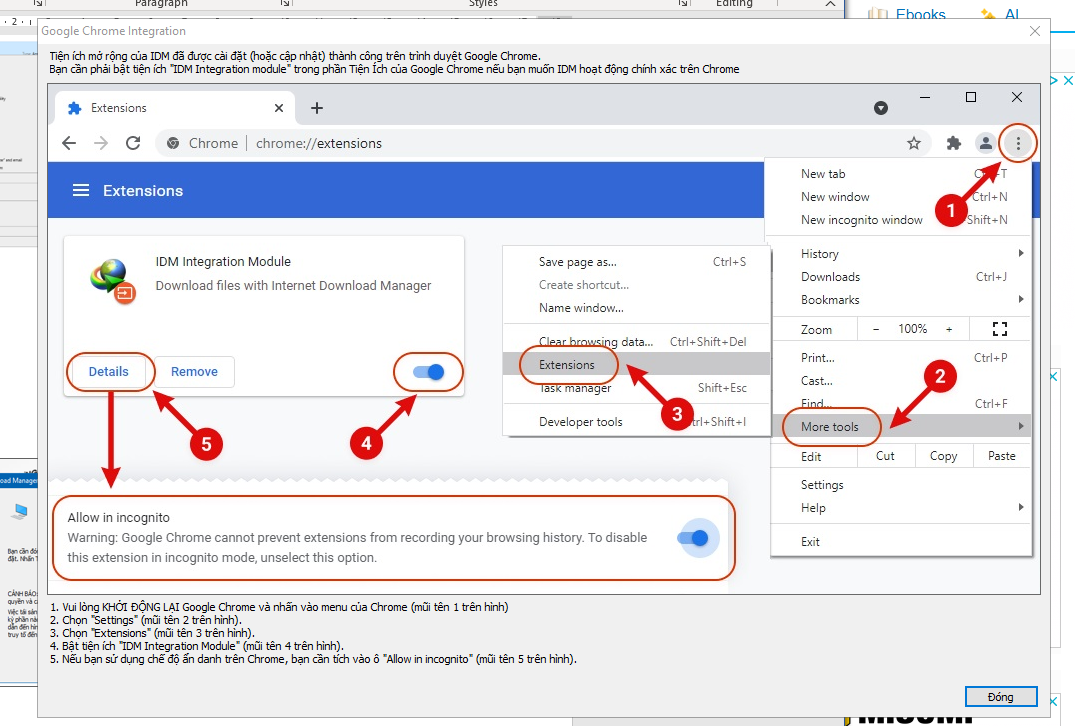 Paragraph
Styles
Editing
Ebooks
AI
Google Chrome Integration
Tiện ích mở rộng của IDM đã được cài đặt (hoặc cập nhật) thành công trên trình duyệt Google Chrome.
Bạn cần phải bật tiện ích "IDM Integration module" trong phần Tiện Ích của Google Chrome nếu bạn muốn IDM hoạt động chính xác trên Chrome
Extensions
Chrome | chrome://extensions
Extensions
1
New tab Ctrl+T
New window Ctrl+N
New incognito window Shift+N
History
Downloads Ctrl+J
Bookmarks
Zoom - 100% +
Print... Ctrl+P
Cast...
Find... Ctrl+F
More tools
Edit Cut Copy Paste
Settings
Help
Exit
2
Save page as... Ctrl+S
Create shortcut...
Name window...
Clear browsing data... Ctrl+Shift+Del
Extensions
Task manager Shift+Esc
Developer tools Ctrl+Shift+I
3
IDM Integration Module
Download files with Internet Download Manager
Details Remove
4
5
Allow in incognito
Warning: Google Chrome cannot prevent extensions from recording your browsing history. To disable
this extension in incognito mode, unselect this option.
1. Vui lòng KHỞI ĐỘNG LẠI Google Chrome và nhấn vào menu của Chrome (mũi tên 1 trên hình)
2. Chọn "Settings" (mũi tên 2 trên hình).
3. Chọn "Extensions" (mũi tên 3 trên hình).
4. Bật tiện ích "IDM Integration Module" (mũi tên 4 trên hình).
5. Nếu bạn sử dụng chế độ ẩn danh trên Chrome, bạn cần tích vào ô "Allow in incognito" (mũi tên 5 trên hình).
Đóng